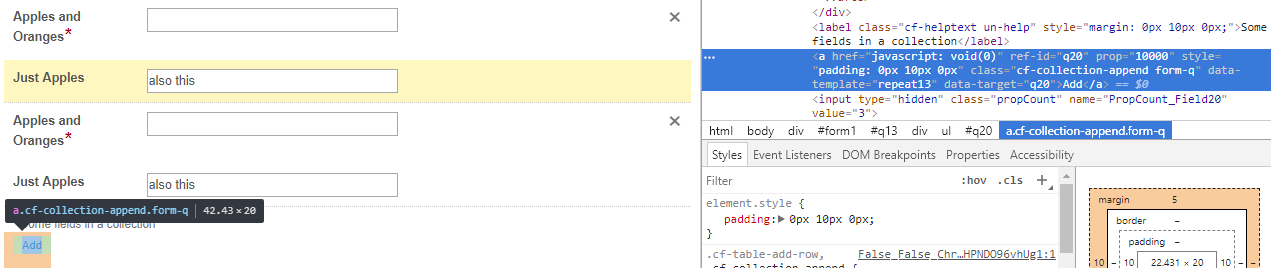 Apples and
Oranges*
Just Apples
also this
Apples and
Oranges*
Just Apples
also this
a.cf-collection-append.form-q | 42.43 × 20
ome fields in a collection
Add
</div>
<label class="cf-helptext un-help" style="margin: 0px 10px 0px;">Some
fields in a collection</label>
… <a href="javascript: void(0)" ref-id="q20" prop="10000" style=
"padding: 0px 10px 0px" class="cf-collection-append form-q" data-
template="repeat13" data-target="q20">Add</a> == $0
<input type="hidden" class="propCount" name="PropCount_Field20"
value="3">
html body div #form1 #q13 div ul #q20 a.cf-collection-append.form-q
Styles Event Listeners DOM Breakpoints Properties Accessibility
Filter :hov .cls +
element.style {
padding: 0px 10px 0px;
}
.cf-table-add-row, False_False_Chr…HPNDO96vhUg1:1
margin 5
border –
padding –
10 – 10 22.431 × 20 10 – –